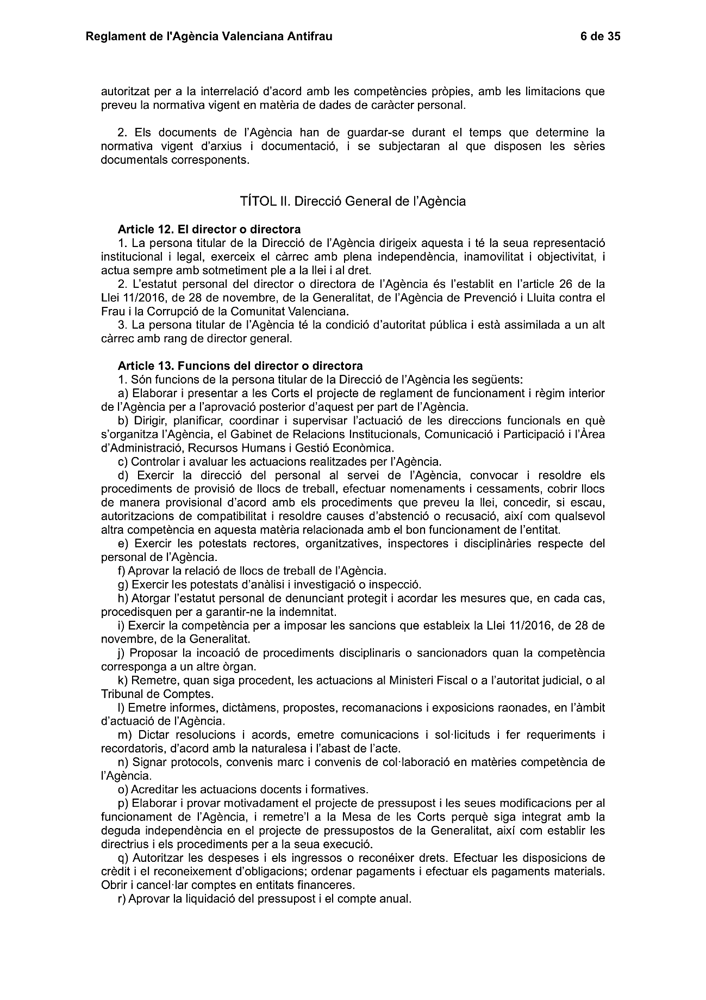 Reglament de l'Agència Valenciana Antifrau 6 de 35
autoritzat per a la interrelació d’acord amb les competències pròpies, amb les limitacions que
preveu la normativa vigent en matèria de dades de caràcter personal.
2. Els documents de l’Agència han de guardar-se durant el temps que determine la
normativa vigent d’arxius i documentació, i se subjectaran al que disposen les sèries
documentals corresponents.
TÍTOL II. Direcció General de l’Agència
Article 12. El director o directora
1. La persona titular de la Direcció de l’Agència dirigeix aquesta i té la seua representació
institucional i legal, exerceix el càrrec amb plena independència, inamovilitat i objectivitat, i
actua sempre amb sotmetiment ple a la llei i al dret.
2. L’estatut personal del director o directora de l’Agència és l’establit en l’article 26 de la
Llei 11/2016, de 28 de novembre, de la Generalitat, de l’Agència de Prevenció i Lluita contra el
Frau i la Corrupció de la Comunitat Valenciana.
3. La persona titular de l’Agència té la condició d’autoritat pública i està assimilada a un alt
càrrec amb rang de director general.
Article 13. Funcions del director o directora
1. Són funcions de la persona titular de la Direcció de l’Agència les següents:
a) Elaborar i presentar a les Corts el projecte de reglament de funcionament i règim interior
de l’Agència per a l’aprovació posterior d’aquest per part de l’Agència.
b) Dirigir, planificar, coordinar i supervisar l’actuació de les direccions funcionals en què
s’organitza l’Agència, el Gabinet de Relacions Institucionals, Comunicació i Participació i l’Àrea
d’Administració, Recursos Humans i Gestió Econòmica.
c) Controlar i avaluar les actuacions realitzades per l’Agència.
d) Exercir la direcció del personal al servei de l’Agència, convocar i resoldre els
procediments de provisió de llocs de treball, efectuar nomenaments i cessaments, cobrir llocs
de manera provisional d’acord amb els procediments que preveu la llei, concedir, si escau,
autoritzacions de compatibilitat i resoldre causes d’abstenció o recusació, així com qualsevol
altra competència en aquesta matèria relacionada amb el bon funcionament de l’entitat.
e) Exercir les potestats rectores, organitzatives, inspectores i disciplinàries respecte del
personal de l’Agència.
f) Aprovar la relació de llocs de treball de l’Agència.
g) Exercir les potestats d’anàlisi i investigació o inspecció.
h) Atorgar l’estatut personal de denunciant protegit i acordar les mesures que, en cada cas,
procedisquen per a garantir-ne la indemnitat.
i) Exercir la competència per a imposar les sancions que estableix la Llei 11/2016, de 28 de
novembre, de la Generalitat.
j) Proposar la incoació de procediments disciplinaris o sancionadors quan la competència
corresponga a un altre òrgan.
k) Remetre, quan siga procedent, les actuacions al Ministeri Fiscal o a l’autoritat judicial, o al
Tribunal de Comptes.
l) Emetre informes, dictàmens, propostes, recomanacions i exposicions raonades, en l’àmbit
d’actuació de l’Agència.
m) Dictar resolucions i acords, emetre comunicacions i sol·licituds i fer requeriments i
recordatoris, d’acord amb la naturalesa i l’abast de l’acte.
n) Signar protocols, convenis marc i convenis de col·laboració en matèries competència de
l’Agència.
o) Acreditar les actuacions docents i formatives.
p) Elaborar i provar motivadament el projecte de pressupost i les seues modificacions per al
funcionament de l’Agència, i remetre’l a la Mesa de les Corts perquè siga integrat amb la
deguda independència en el projecte de pressupostos de la Generalitat, així com establir les
directrius i els procediments per a la seua execució.
q) Autoritzar les despeses i els ingressos o reconéixer drets. Efectuar les disposicions de
crèdit i el reconeixement d’obligacions; ordenar pagaments i efectuar els pagaments materials.
Obrir i cancel·lar comptes en entitats financeres.
r) Aprovar la liquidació del pressupost i el compte anual.